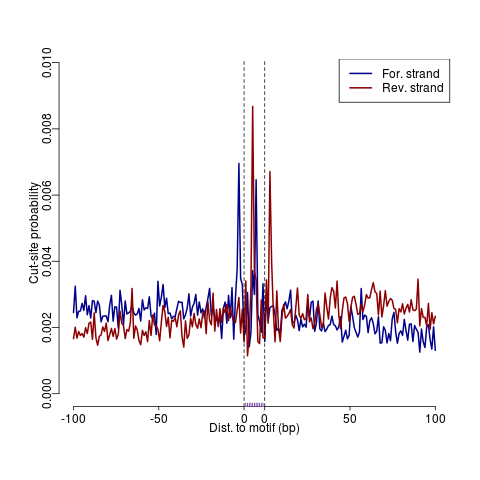 0.010
0.008
0.006
0.004
0.002
0.000
Cut-site probability
For. strand
Rev. strand
-100 -50 0 0 50 100
Dist. to motif (bp)